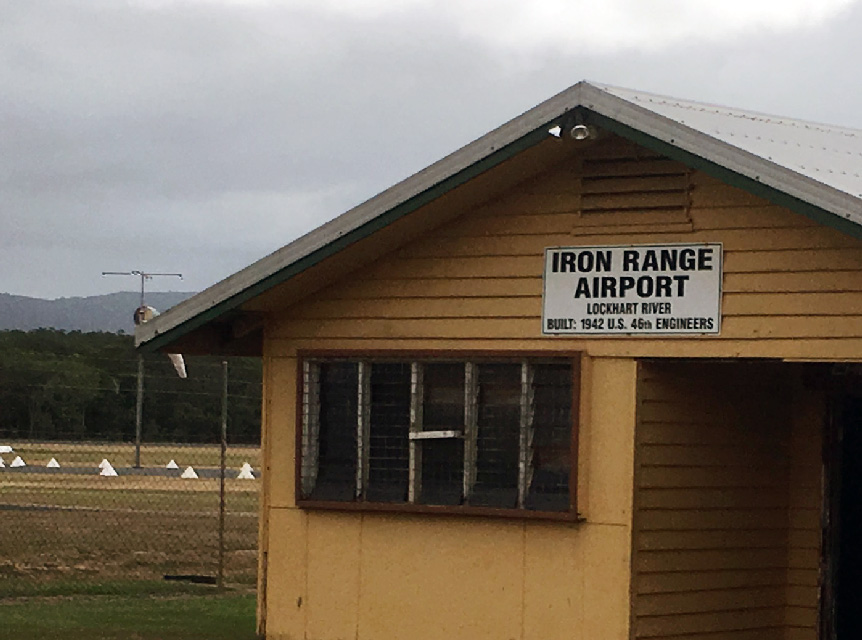 IRON RANGE
AIRPORT
LOCKHART RIVER
BUILT: 1942 U.S. 46th ENGINEERS